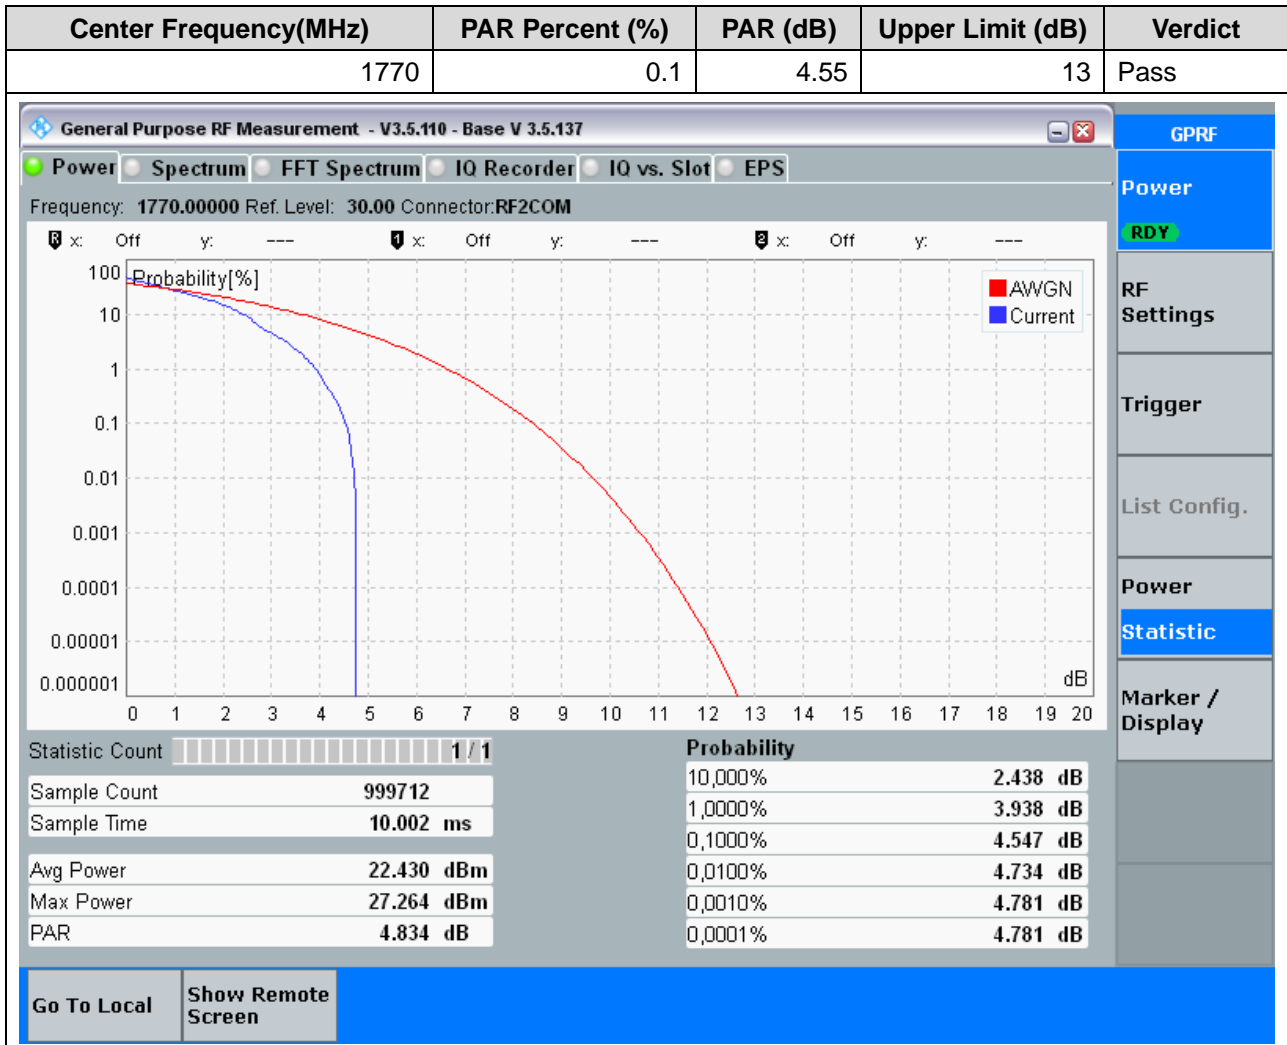 Center Frequency(MHz) PAR Percent (%) PAR (dB) Upper Limit (dB) Verdict
1770 0.1 4.55 13 Pass
General Purpose RF Measurement - V3.5.110 - Base V 3.5.137
GPRF
Power Spectrum FFT Spectrum IQ Recorder IQ vs. Slot EPS
Frequency: 1770.00000 Ref. Level: 30.00 Connector:RF2COM
R x: Off y: --- 1 x: Off y: --- 2 x: Off y: ---
Probability[%]
AWGN
Current
100
10
1
0.1
0.01
0.001
0.0001
0.00001
0.000001
dB
0 1 2 3 4 5 6 7 8 9 10 11 12 13 14 15 16 17 18 19 20
Statistic Count 1 / 1
Sample Count 999712
Sample Time 10.002 ms
Avg Power 22.430 dBm
Max Power 27.264 dBm
PAR 4.834 dB
Probability
10,000% 2.438 dB
1,0000% 3.938 dB
0,1000% 4.547 dB
0,0100% 4.734 dB
0,0010% 4.781 dB
0,0001% 4.781 dB
Power
RDY
RF
Settings
Trigger
List Config.
Power
Statistic
Marker /
Display
Go To Local
Show Remote
Screen